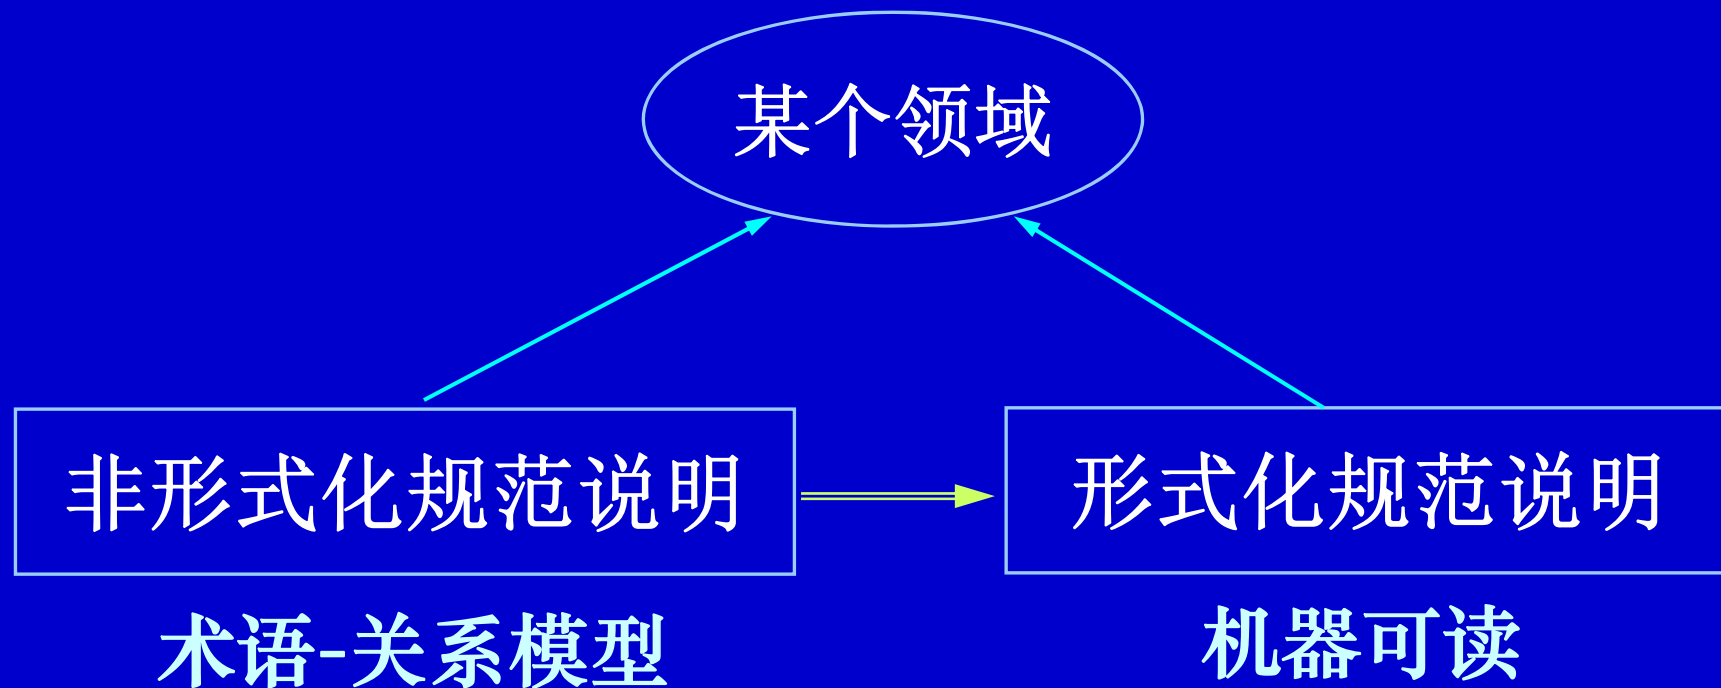 某个领域
非形式化规范说明
形式化规范说明
术语-关系模型
机器可读